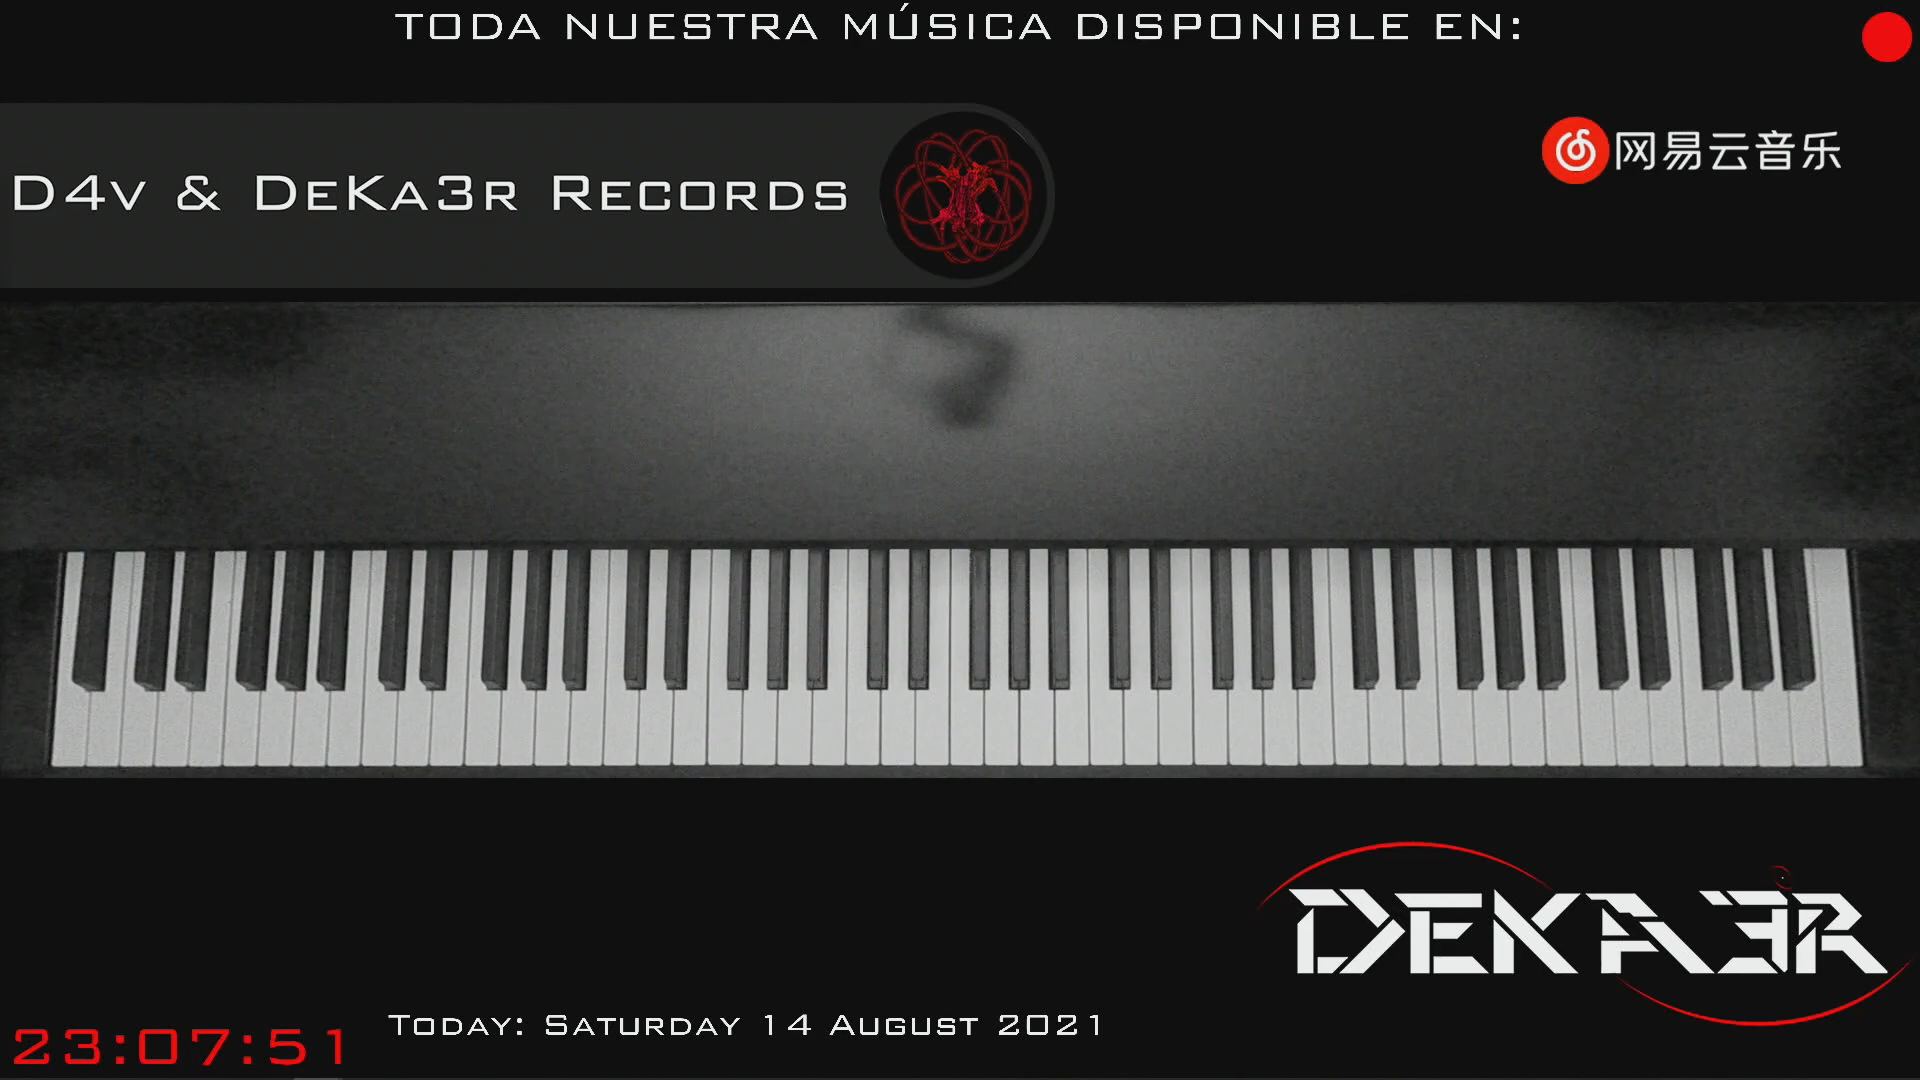 TODA NUESTRA MÚSICA DISPONIBLE EN:
网易云音乐
D4v & DeKa3r Records
DEKA3R
Today: Saturday 14 August 2021
23:07:51